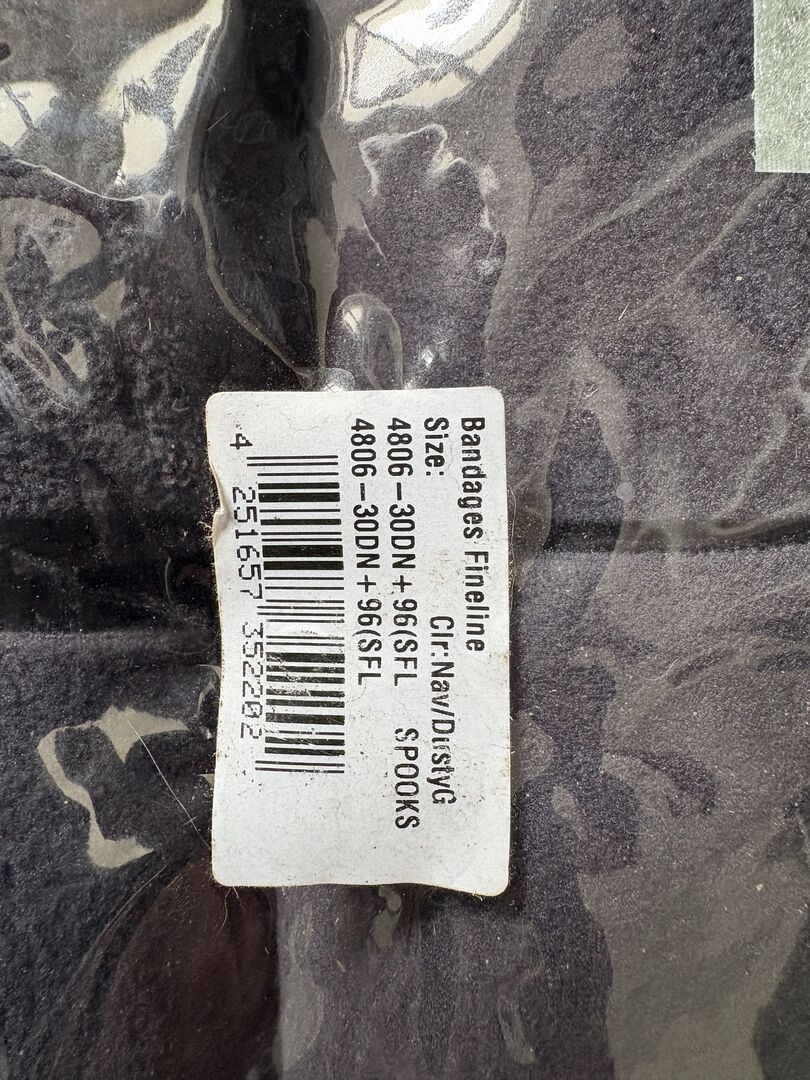 Bandages Fineline
Size: Clr:Nav/DustyG
4806-30DN+96(SFL SPOOKS
4806-30DN+96(SFL
4 251657 352202